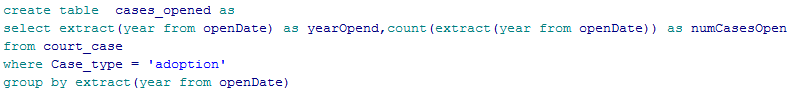 create table  cases_opened as
select extract(year from openDate) as yearOpend,count(extract(year from openDate)) as numCasesOpen
from court_case
where Case_type = 'adoption'
group by extract(year from openDate)